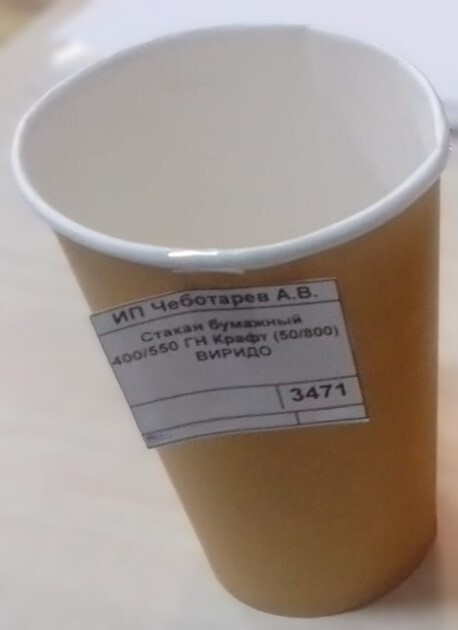 ИП Чеботарев А.В.
Стакан бумажный
400/550 ГН Крафт (50/800)
ВИРИДО
3471